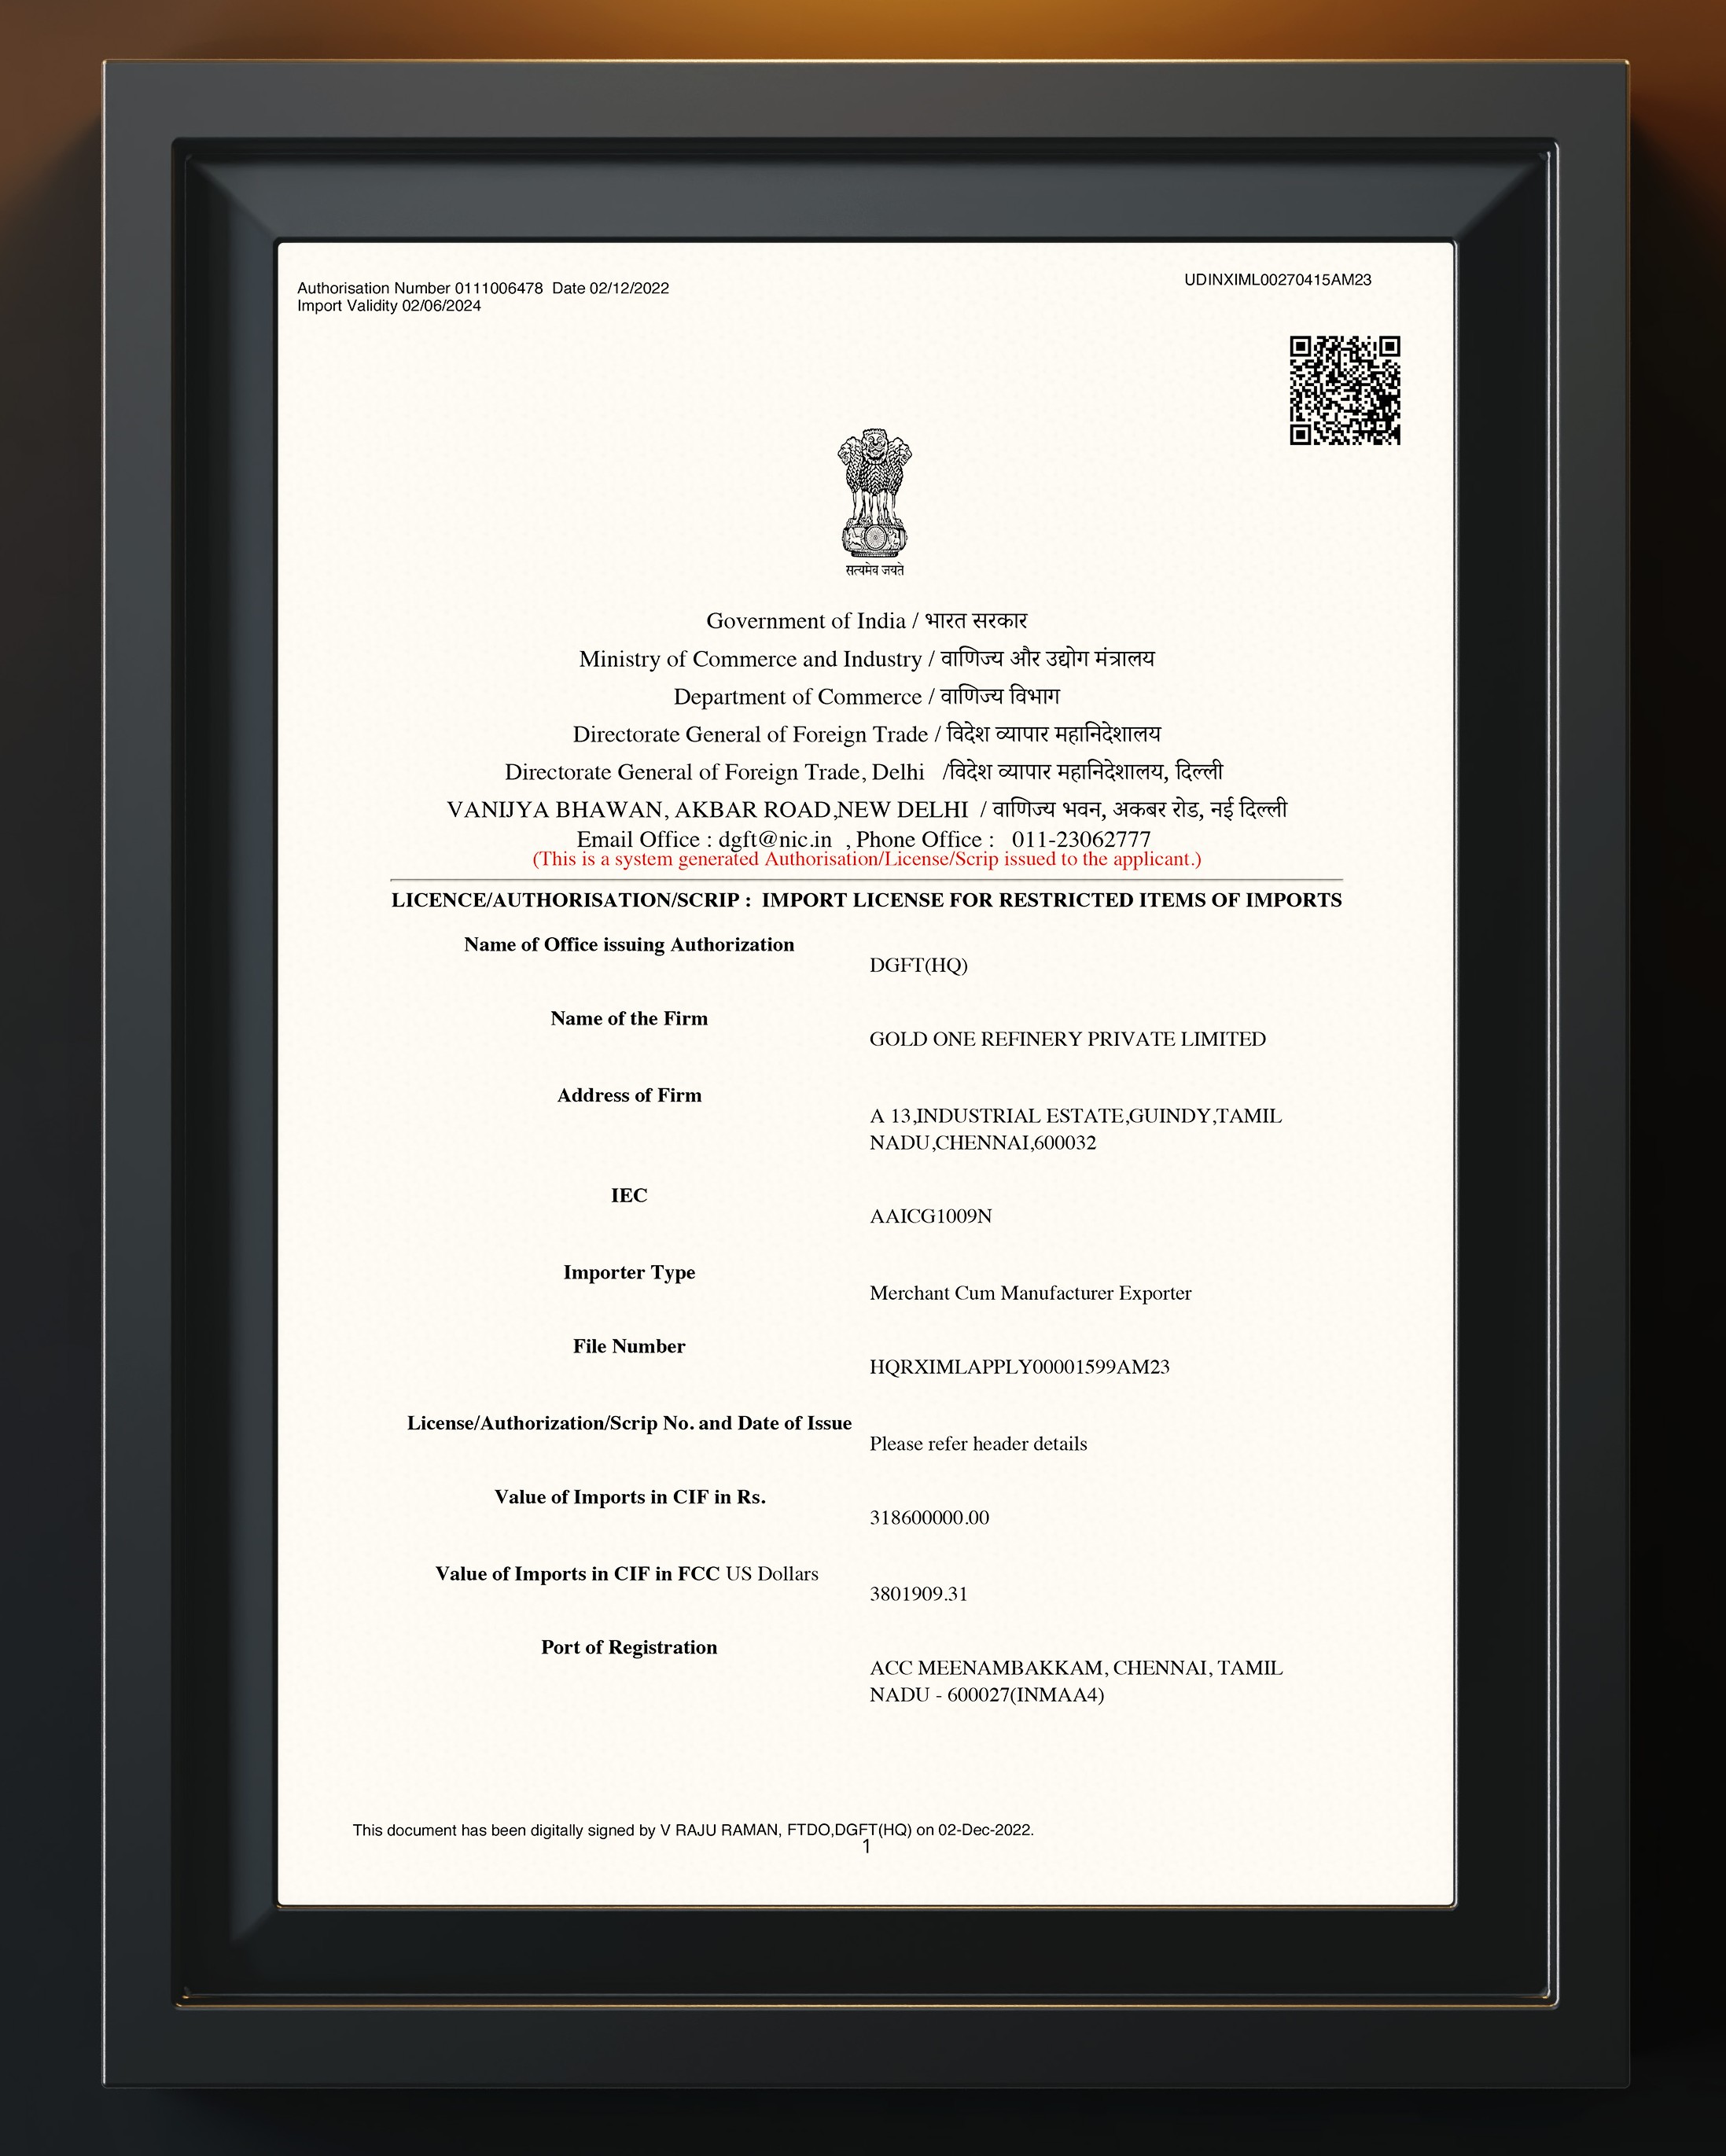 Authorisation Number 0111006478  Date 02/12/2022
Import Validity 02/06/2024
UDINXIML00270415AM23
सत्यमेव जयते
Government of India / भारत सरकार
Ministry of Commerce and Industry / वाणिज्य और उद्योग मंत्रालय
Department of Commerce / वाणिज्य विभाग
Directorate General of Foreign Trade / विदेश व्यापार महानिदेशालय
Directorate General of Foreign Trade, Delhi   /विदेश व्यापार महानिदेशालय, दिल्ली
VANIJYA BHAWAN, AKBAR ROAD,NEW DELHI  / वाणिज्य भवन, अकबर रोड, नई दिल्ली
Email Office : dgft@nic.in  , Phone Office :   011-23062777
(This is a system generated Authorisation/License/Scrip issued to the applicant.)
LICENCE/AUTHORISATION/SCRIP :  IMPORT LICENSE FOR RESTRICTED ITEMS OF IMPORTS
Name of Office issuing Authorization
DGFT(HQ)
Name of the Firm
GOLD ONE REFINERY PRIVATE LIMITED
Address of Firm
A 13,INDUSTRIAL ESTATE,GUINDY,TAMIL
NADU,CHENNAI,600032
IEC
AAICG1009N
Importer Type
Merchant Cum Manufacturer Exporter
File Number
HQRXIMLAPPLY00001599AM23
License/Authorization/Scrip No. and Date of Issue
Please refer header details
Value of Imports in CIF in Rs.
318600000.00
Value of Imports in CIF in FCC US Dollars
3801909.31
Port of Registration
ACC MEENAMBAKKAM, CHENNAI, TAMIL
NADU - 600027(INMAA4)
This document has been digitally signed by V RAJU RAMAN, FTDO,DGFT(HQ) on 02-Dec-2022.
1